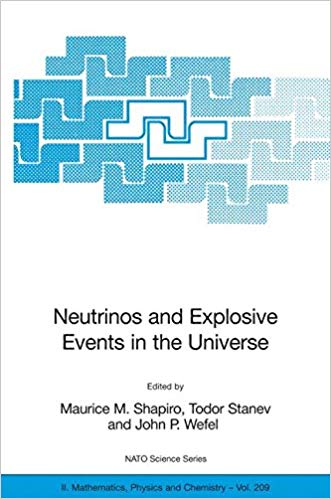 Neutrinos and Explosive
Events in the Universe
Edited by
Maurice M. Shapiro, Todor Stanev
and John P. Wefel
NATO Science Series
II. Mathematics, Physics and Chemistry – Vol. 209